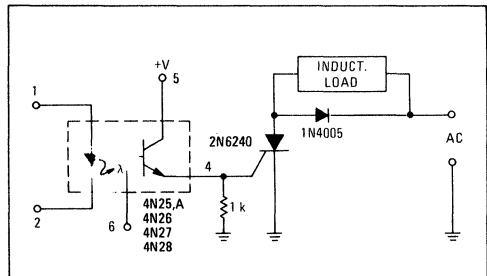 INDUCT.
LOAD
+V
5
1
1N4005
2N6240
AC
λ
4
1 k
2
6
4N25,A
4N26
4N27
4N28